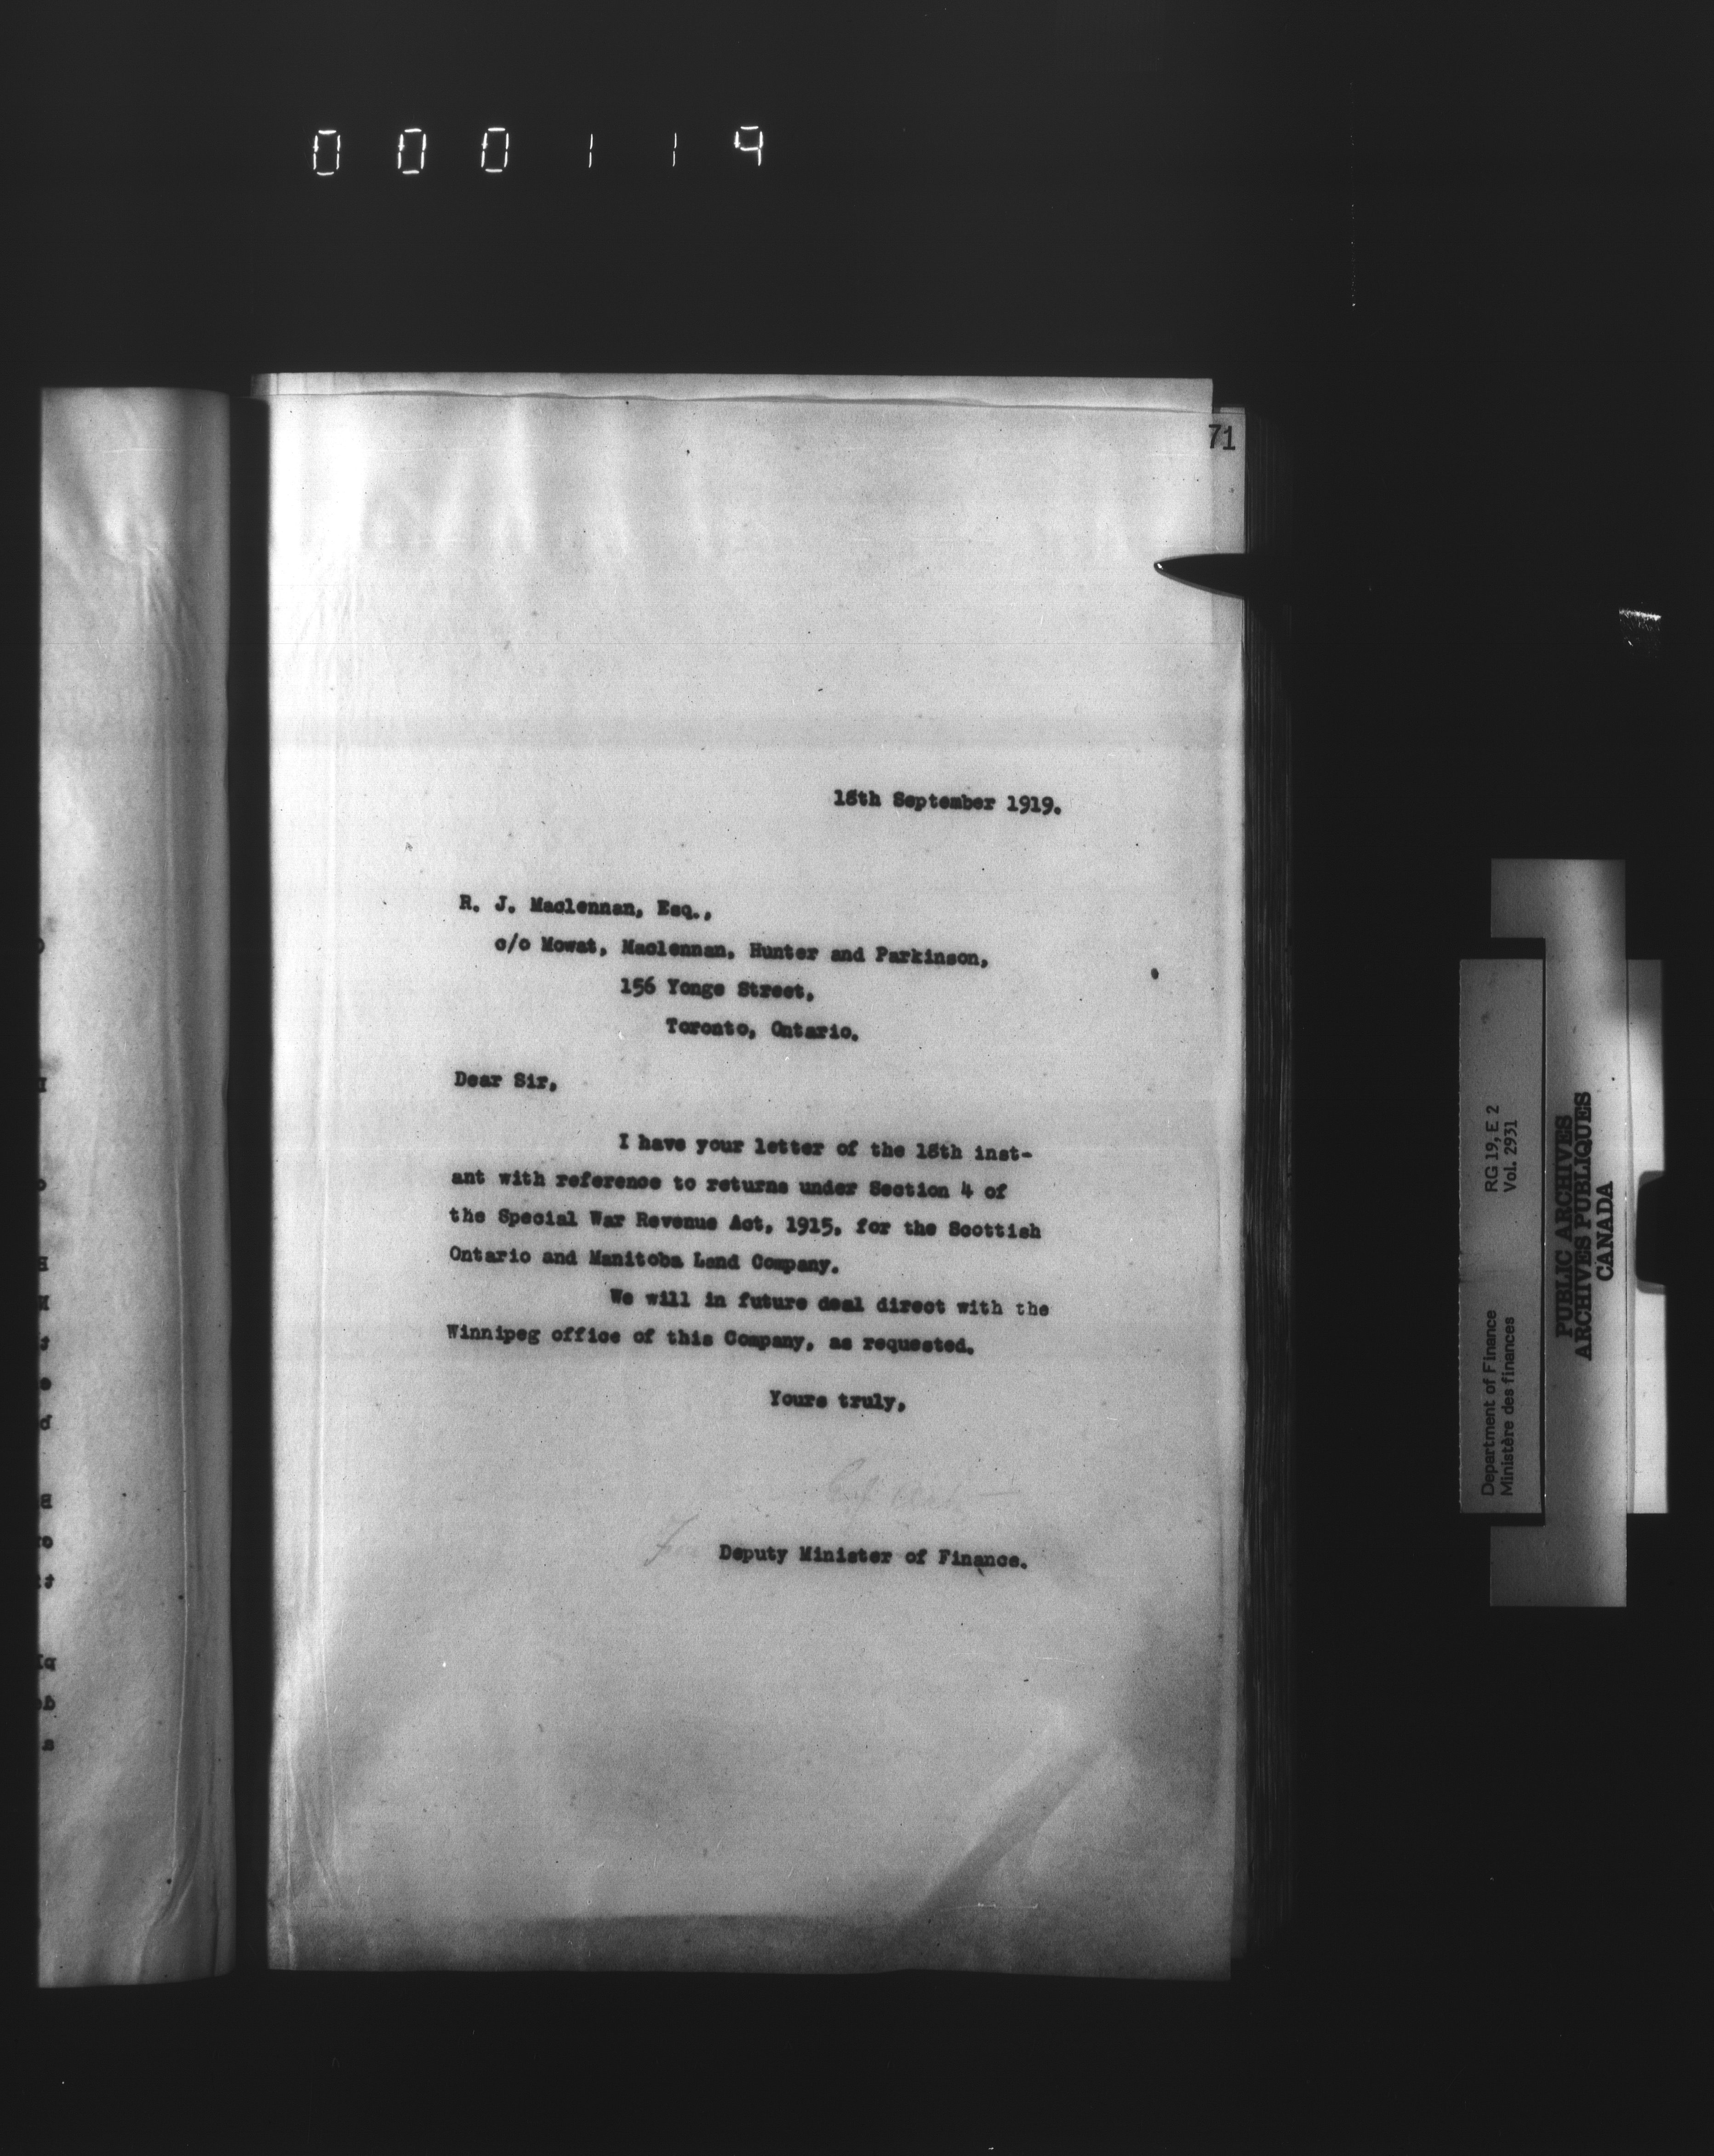 000119
71
18th September 1919.
R. J. Maclennan, Esq.,
c/o Mowat, Maclennan, Hunter and Parkinson,
156 Yonge Street,
Toronto, Ontario.
Dear Sir,
I have your letter of the 15th inst-
ant with reference to returns under Section 4 of
the Special War Revenue Act, 1915, for the Scottish
Ontario and Manitoba Land Company.
We will in future deal direct with the
Winnipeg office of this Company, as requested.
Yours truly,
For
Deputy Minister of Finance.
Department of Finance RG 19, E 2
Ministère des finances Vol. 2931
PUBLIC ARCHIVES
ARCHIVES PUBLIQUES
CANADA